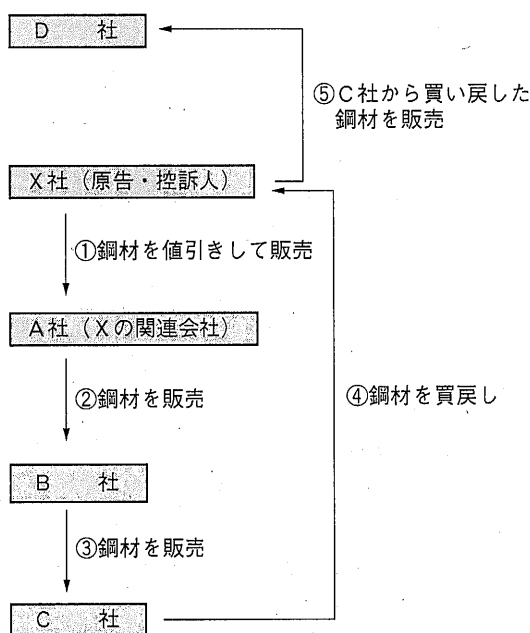 D 社
⑤C社から買い戻した
鋼材を販売
X社(原告・控訴人)
①鋼材を値引きして販売
A社(Xの関連会社)
②鋼材を販売
④鋼材を買戻し
B 社
③鋼材を販売
C 社